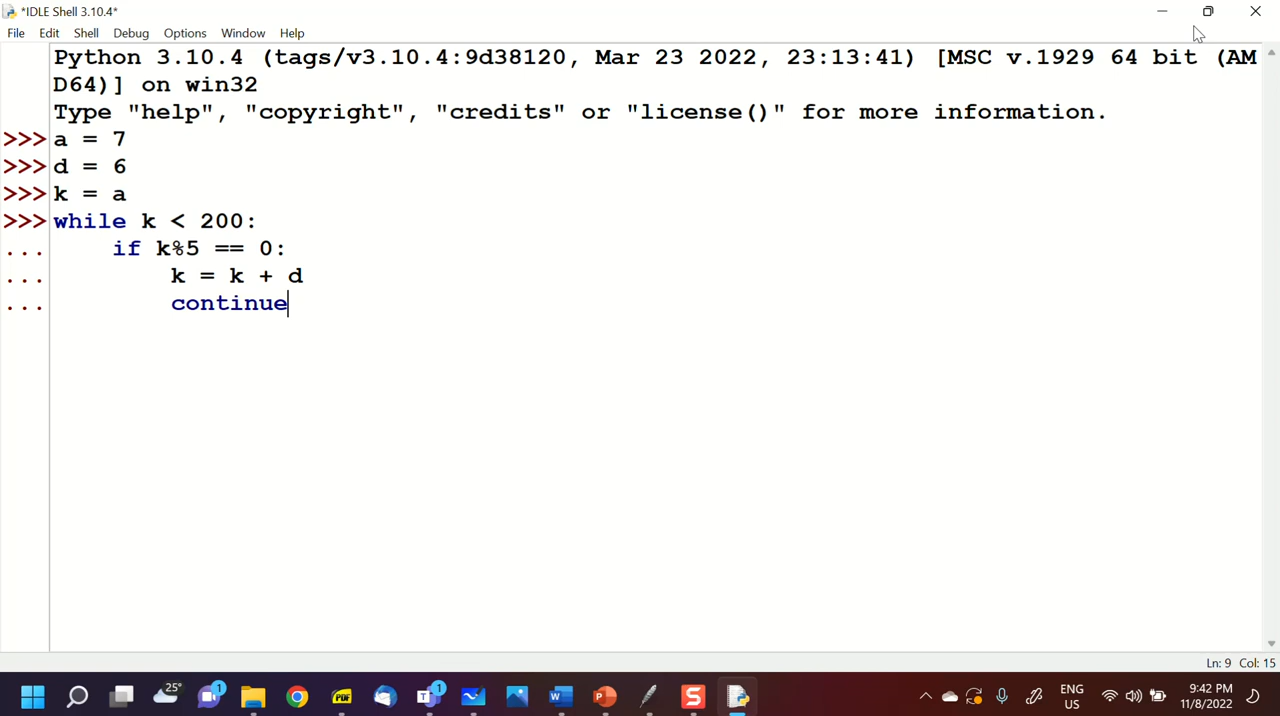 *IDLE Shell 3.10.4*
File Edit Shell Debug Options Window Help
Python 3.10.4 (tags/v3.10.4:9d38120, Mar 23 2022, 23:13:41) [MSC v.1929 64 bit (AM
D64)] on win32
Type "help", "copyright", "credits" or "license()" for more information.
>>> a = 7
>>> d = 6
>>> k = a
>>> while k < 200:
...     if k%5 == 0:
...         k = k + d
...         continue
Ln: 9 Col: 15
25° 1 PDF T 1 W P S ENG 9:42 PM
US 11/8/2022